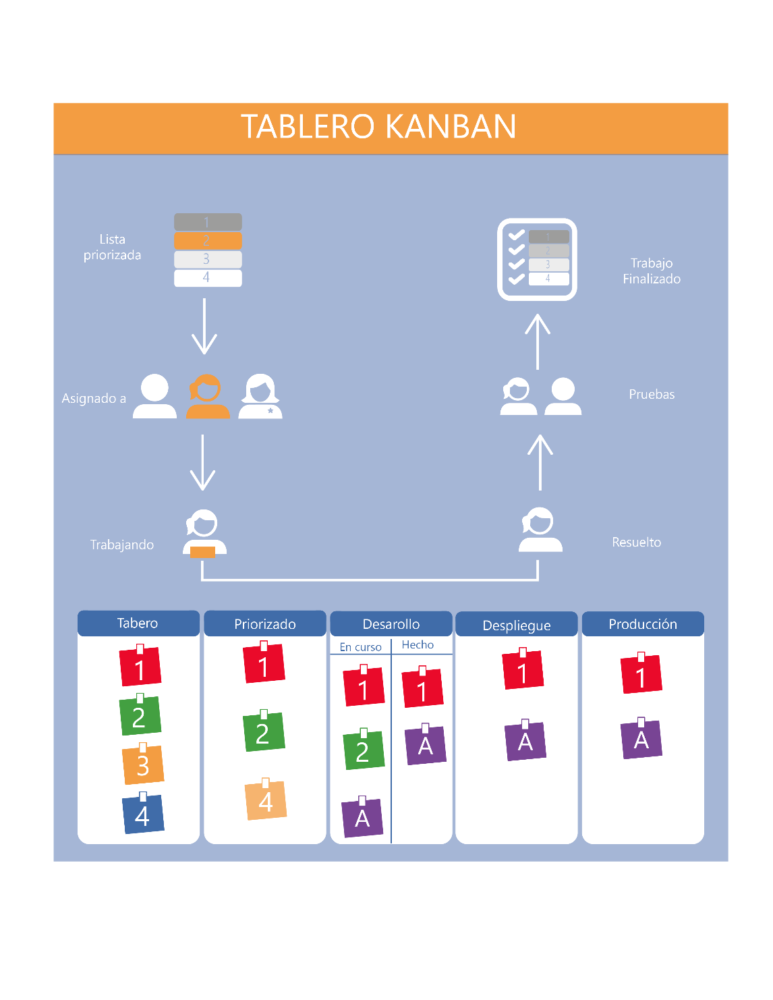 TABLERO KANBAN
Lista
priorizada
1
2
3
4
1
2
3
4
Trabajo
Finalizado
Asignado a
Pruebas
Trabajando
Resuelto
Tabero
Priorizado
Desarollo
Despliegue
Producción
En curso
Hecho
1
2
3
4
1
2
4
1
2
A
1
A
1
A
1
A